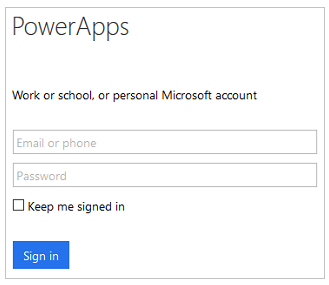 PowerApps
Work or school, or personal Microsoft account
Email or phone
Password
Keep me signed in
Sign in